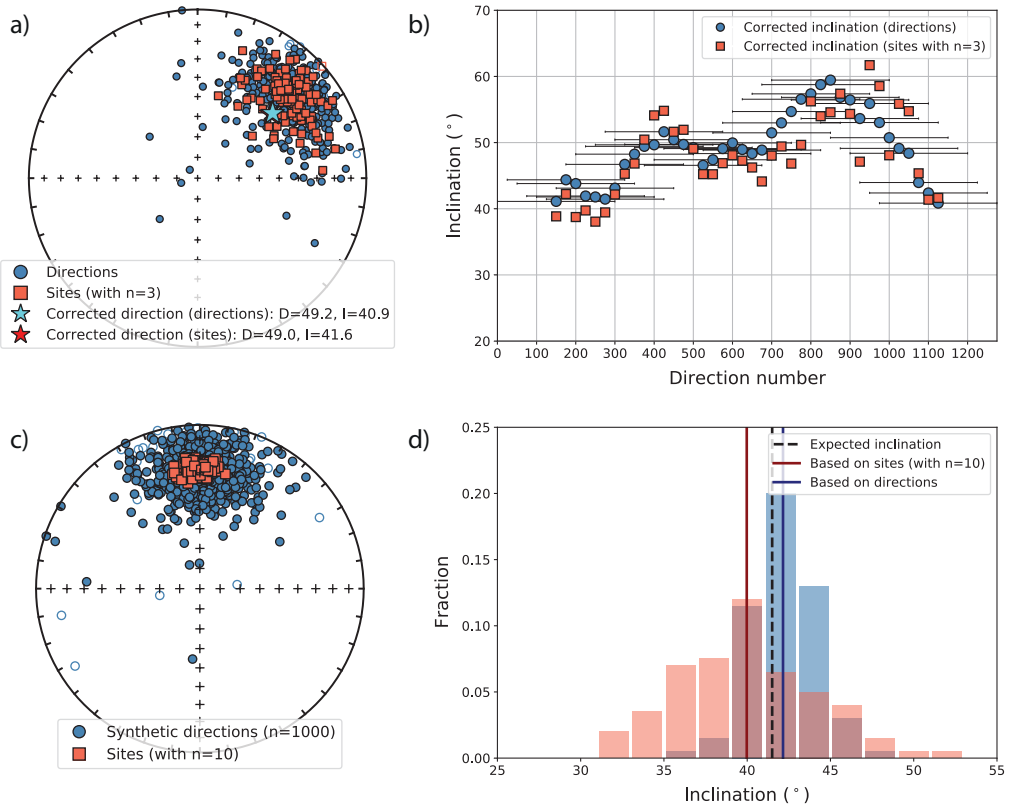 a)
Directions
Sites (with n=3)
Corrected direction (directions): D=49.2, I=40.9
Corrected direction (sites): D=49.0, I=41.6
b)
70
60
50
40
30
20
Inclination (°)
Corrected inclination (directions)
Corrected inclination (sites with n=3)
0 100 200 300 400 500 600 700 800 900 1000 1100 1200
Direction number
c)
Synthetic directions (n=1000)
Sites (with n=10)
d)
0.25
0.20
0.15
0.10
0.05
0.00
Fraction
Expected inclination
Based on sites (with n=10)
Based on directions
25 30 35 40 45 50 55
Inclination (°)